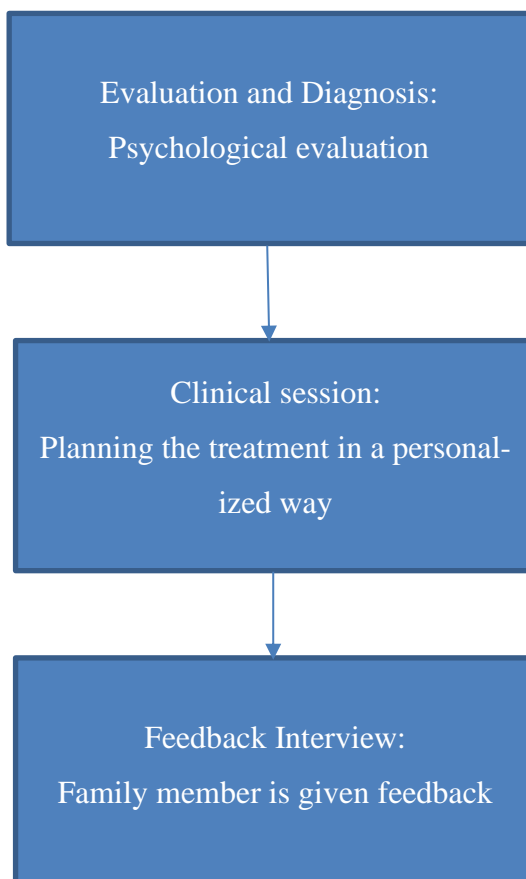 Evaluation and Diagnosis:
Psychological evaluation
Clinical session:
Planning the treatment in a personal-
ized way
Feedback Interview:
Family member is given feedback